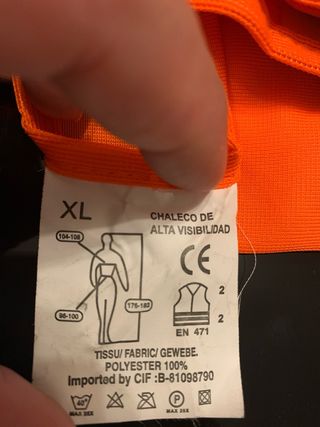 XL
CHALECO DE
ALTA VISIBILIDAD
104-108
176-182
96-100
CE
2
2
EN 471
TISSU/ FABRIC/ GEWEBE.
POLYESTER 100%
Imported by CIF :B-81098790
40°
P
MAX 25X
MAX 25X